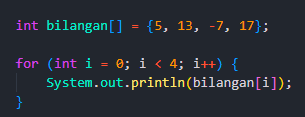 int bilangan[] = {5, 13, -7, 17};
for (int i = 0; i < 4; i++) {
    System.out.println(bilangan[i]);
}